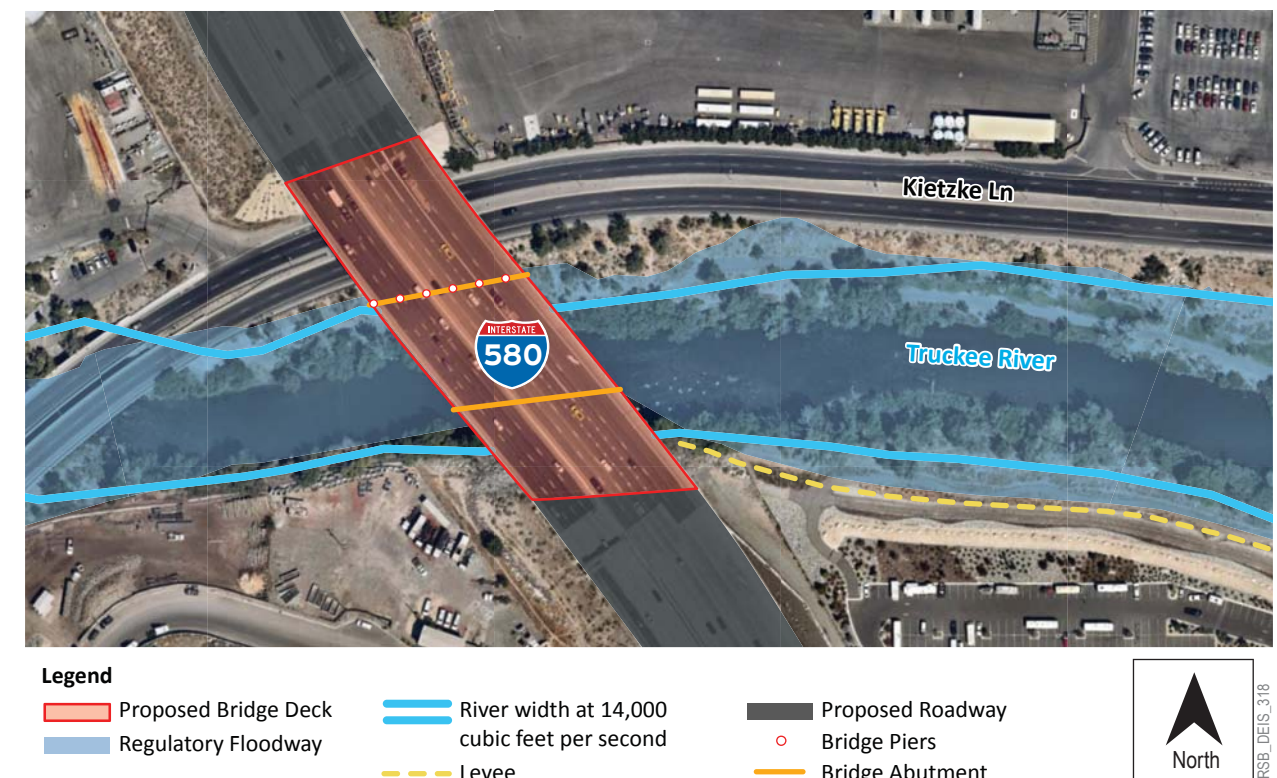 Kietzke Ln
INTERSTATE
580
Truckee River
Legend
Proposed Bridge Deck
Regulatory Floodway
River width at 14,000
cubic feet per second
Levee
Proposed Roadway
Bridge Piers
Bridge Abutment
North
RSB_DEIS_318